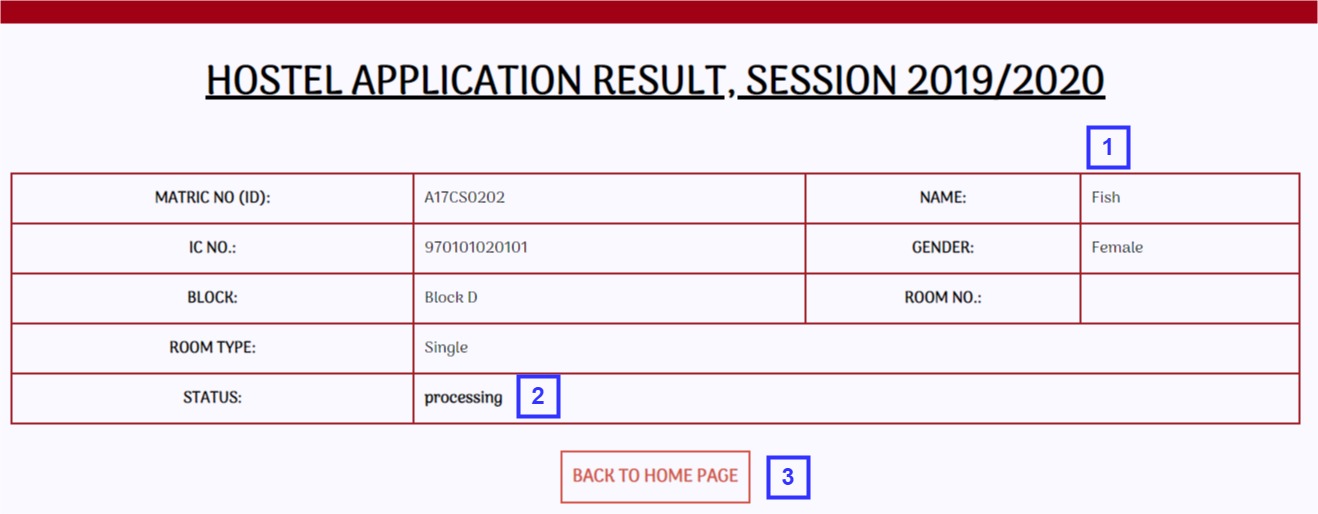 HOSTEL APPLICATION RESULT, SESSION 2019/2020
1
MATRIC NO (ID): A17CS0202 NAME: Fish
IC NO.: 970101020101 GENDER: Female
BLOCK: Block D ROOM NO.:
ROOM TYPE: Single
STATUS: processing 2
BACK TO HOME PAGE 3